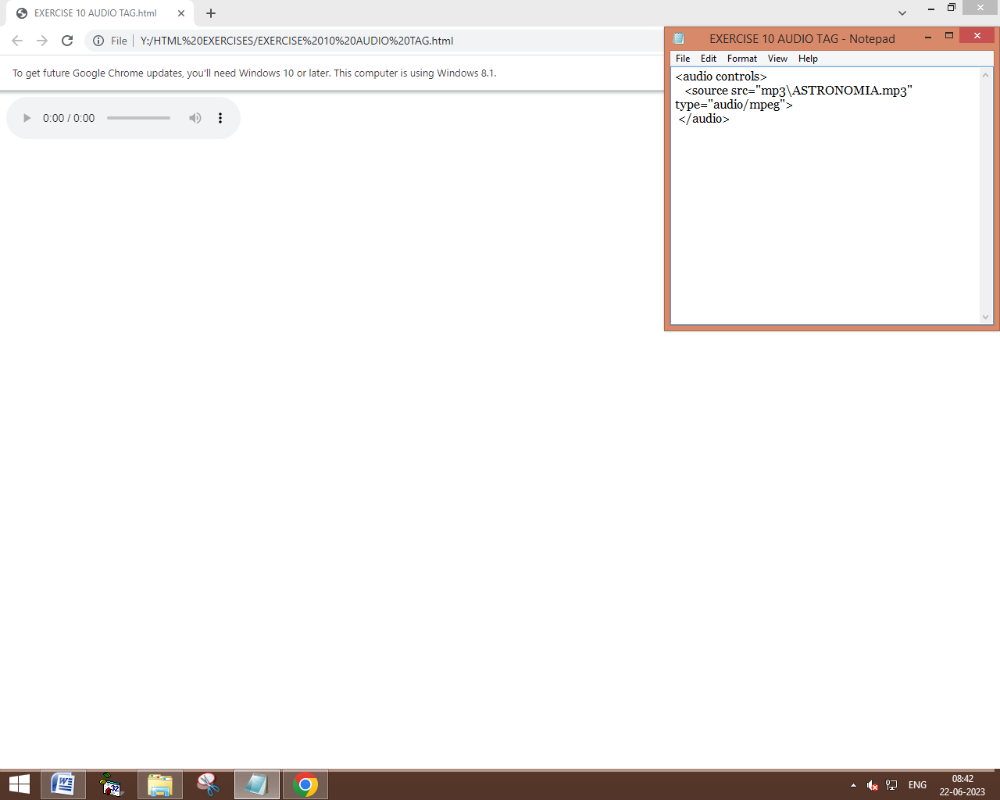 EXERCISE 10 AUDIO TAG.html
File
Y:/HTML%20EXERCISES/EXERCISE%2010%20AUDIO%20TAG.html
To get future Google Chrome updates, you'll need Windows 10 or later. This computer is using Windows 8.1.
0:00 / 0:00
EXERCISE 10 AUDIO TAG - Notepad
File Edit Format View Help
<audio controls>
<source src="mp3\ASTRONOMIA.mp3"
type="audio/mpeg">
</audio>
32
ENG
08:42
22-06-2023